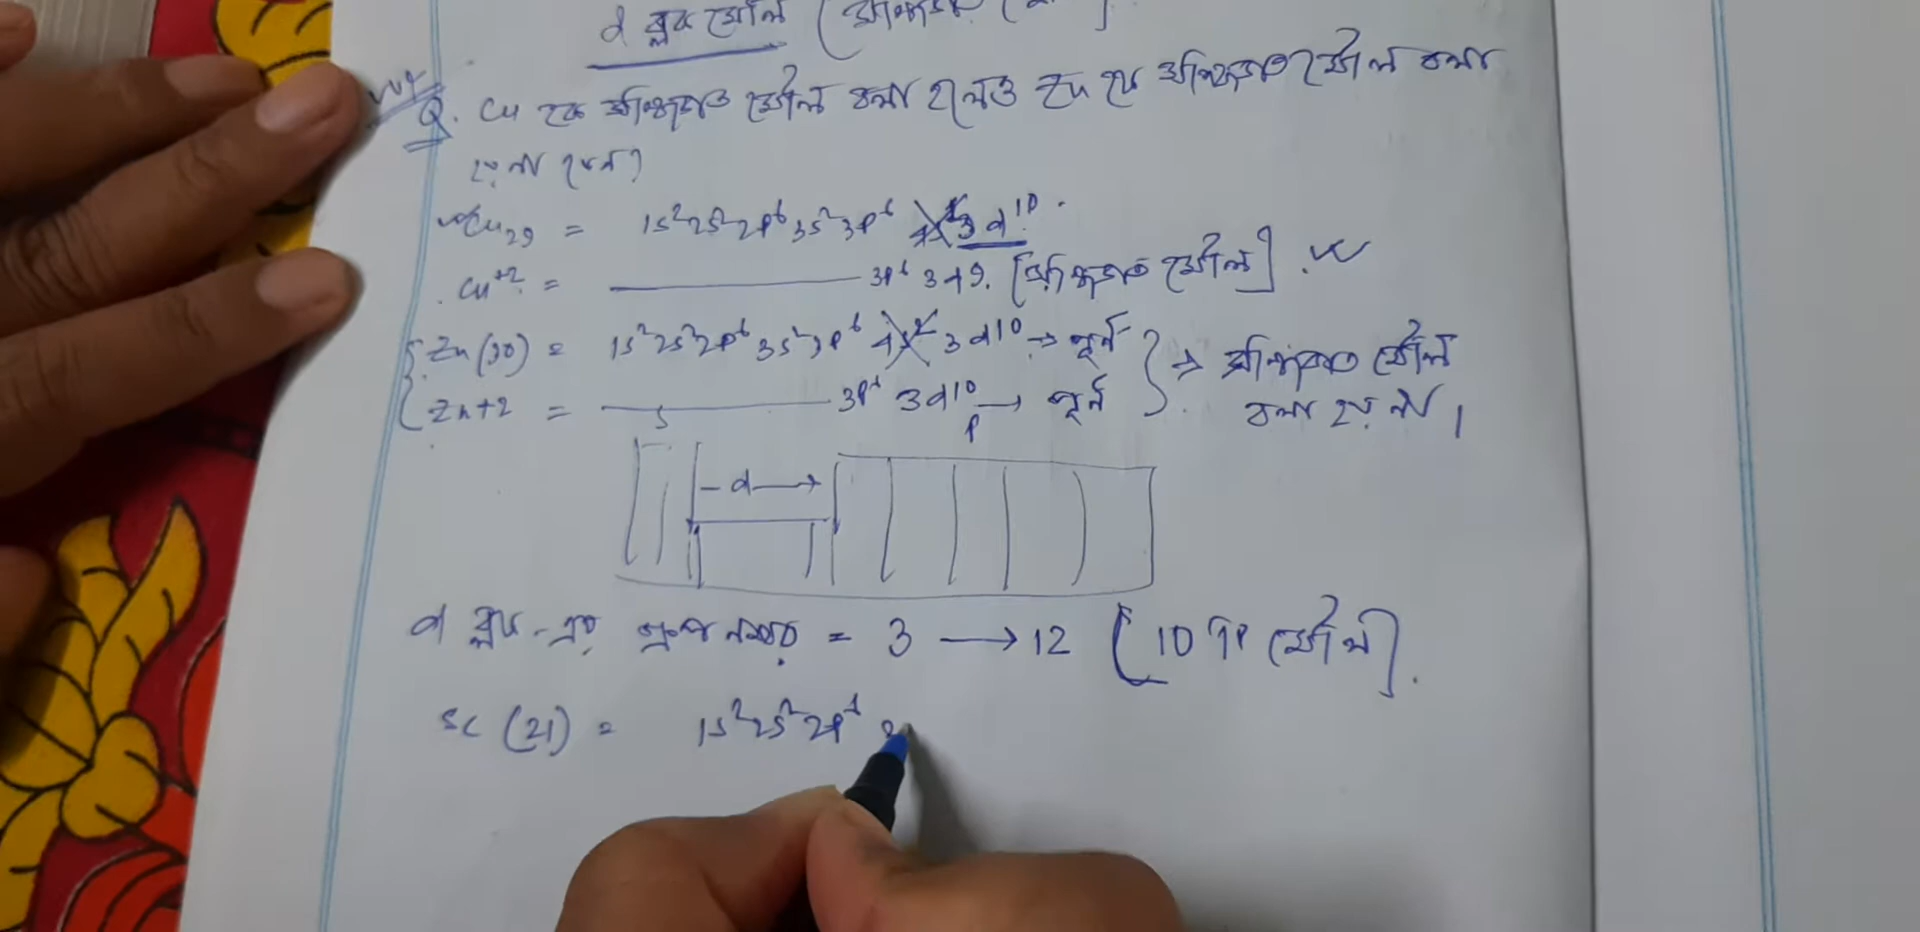 d ব্লক মৌল [
Q. Cu কে অবস্থান্তর মৌল বলা হলেও Zn কে অবস্থান্তর মৌল বলা
হয় না কেন?
Cu29 = 1s² 2s² 2p⁶ 3s² 3p⁶ 3d¹⁰
Cu+2 = 3p⁶ 3d9. [অবস্থান্তর মৌল]
Zn (30) = 1s² 2s² 2p⁶ 3s² 3p⁶ 4s² 3d10 → পূর্ণ } → অবস্থান্তর মৌল
Zn+2 = 3p⁶ 3d10 → পূর্ণ বলা হয় না।
s p
d →
d ব্লক-এর গ্রুপ নম্বর = 3 → 12 [10 টি মৌল].
Sc (21) = 1s² 2s² 2p⁶